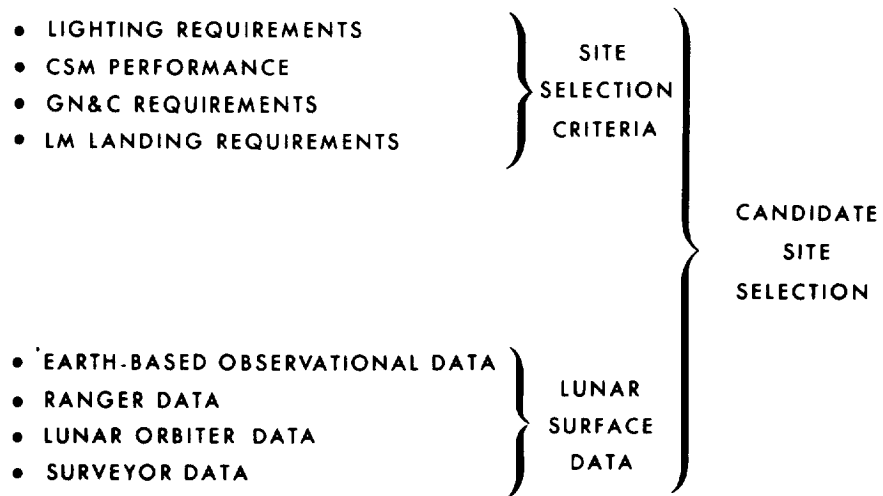 • LIGHTING REQUIREMENTS
• CSM PERFORMANCE
• GN&C REQUIREMENTS
• LM LANDING REQUIREMENTS
SITE
SELECTION
CRITERIA
• EARTH-BASED OBSERVATIONAL DATA
• RANGER DATA
• LUNAR ORBITER DATA
• SURVEYOR DATA
LUNAR
SURFACE
DATA
CANDIDATE
SITE
SELECTION